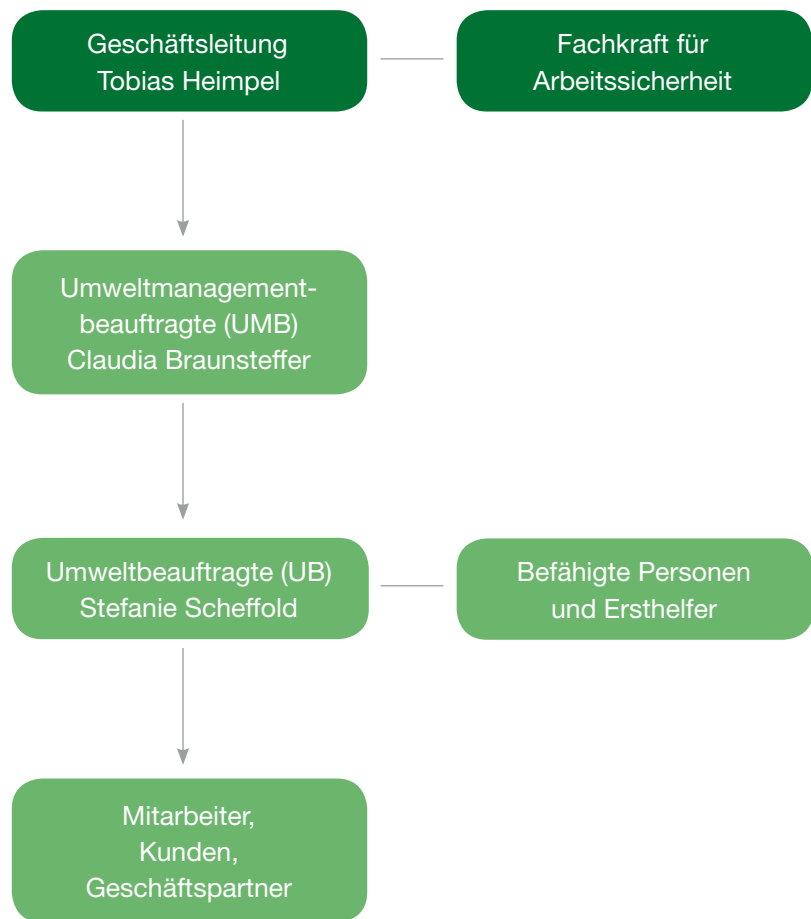 Geschäftsleitung
Tobias Heimpel
Fachkraft für
Arbeitssicherheit
Umweltmanagement-
beauftragte (UMB)
Claudia Braunsteffer
Umweltbeauftragte (UB)
Stefanie Scheffold
Befähigte Personen
und Ersthelfer
Mitarbeiter,
Kunden,
Geschäftspartner